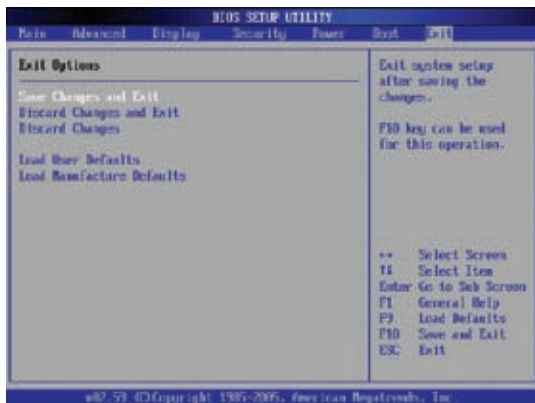 BIOS SETUP UTILITY
Main Advanced Display Security Power Boot Exit
Exit Options
Save Changes and Exit
Discard Changes and Exit
Discard Changes
Load User Defaults
Load Manufacture Defaults
Exit system setup
after saving the
changes.
F10 key can be used
for this operation.
↔ Select Screen
↑↓ Select Item
Enter Go to Sub Screen
F1 General Help
F9 Load Defaults
F10 Save and Exit
ESC Exit
v02.59 (C)Copyright 1985-2005, American Megatrends, Inc.